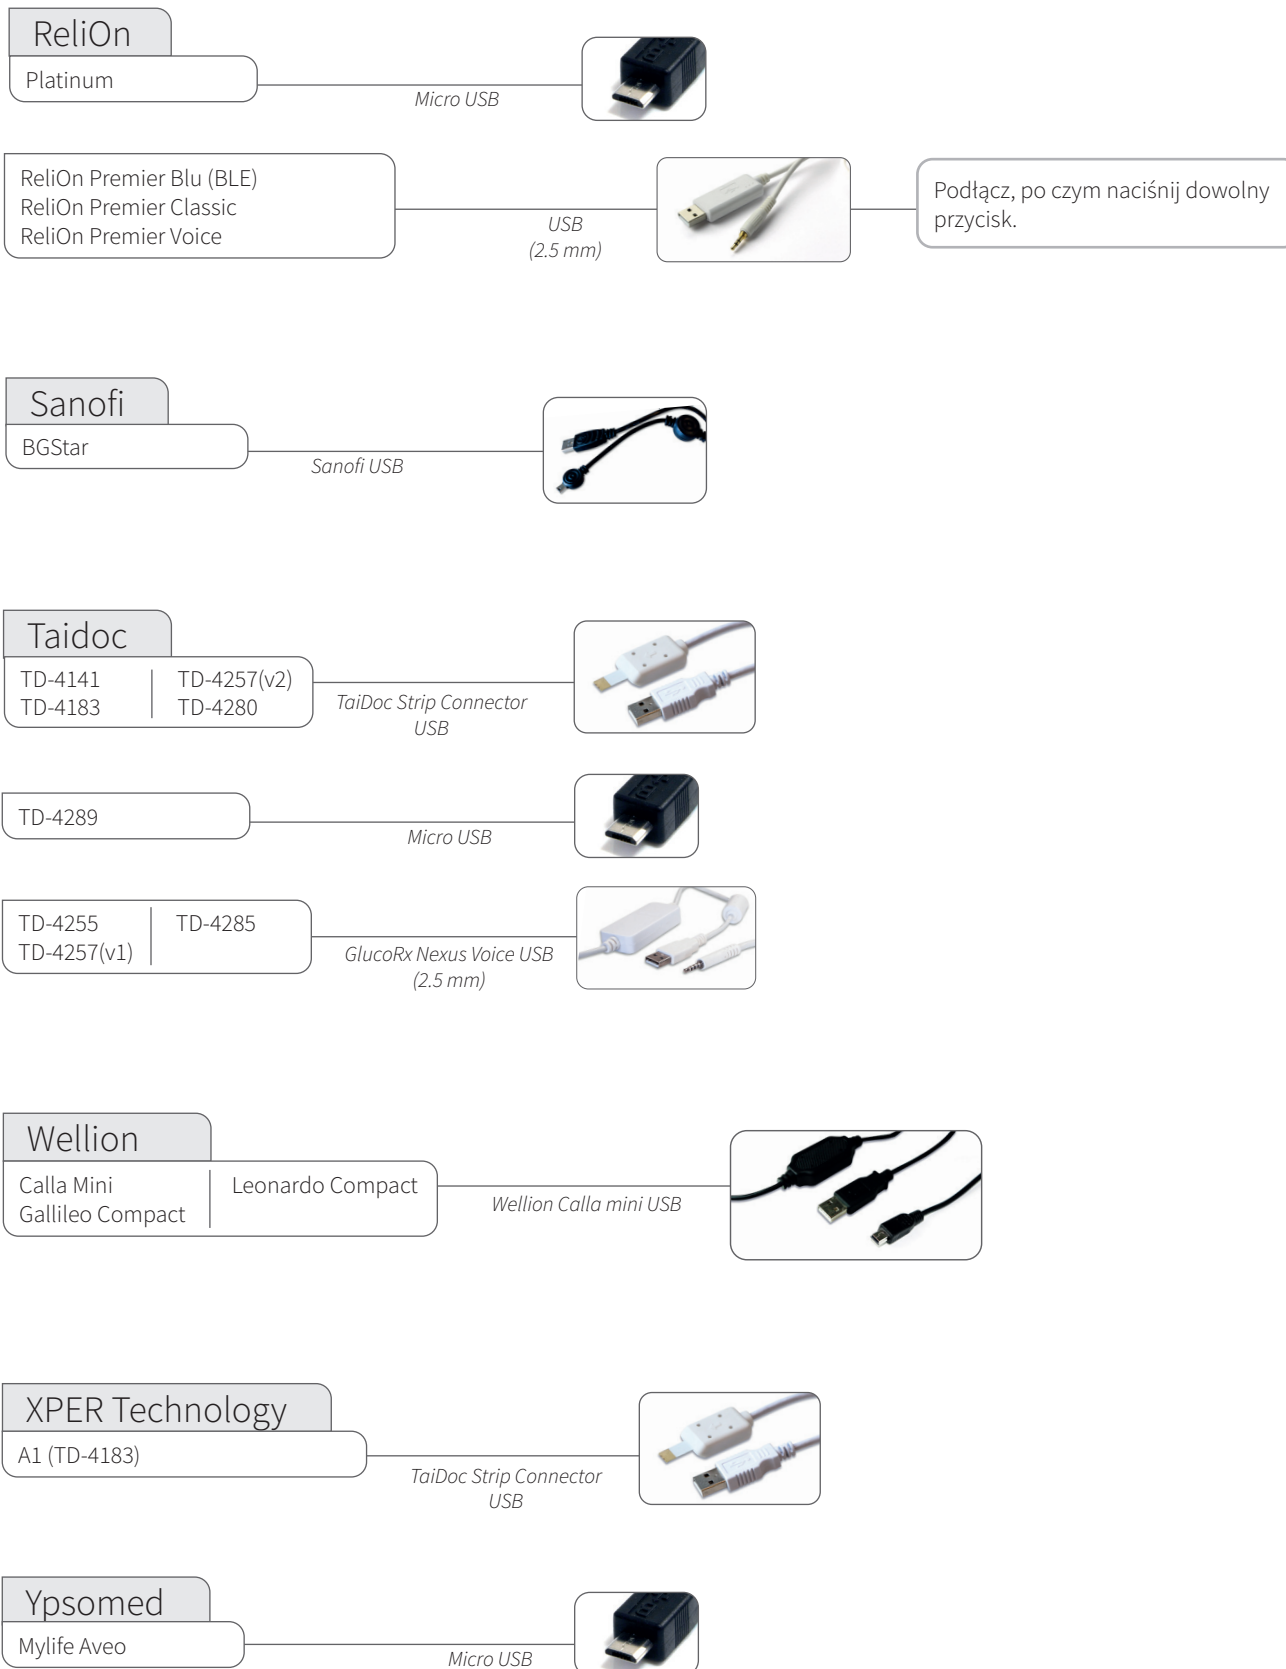 ReliOn
Platinum
Micro USB
ReliOn Premier Blu (BLE)
ReliOn Premier Classic
ReliOn Premier Voice
USB
(2.5 mm)
Podłącz, po czym naciśnij dowolny
przycisk.
Sanofi
BGStar
Sanofi USB
Taidoc
TD-4141
TD-4183
TD-4257(v2)
TD-4280
TaiDoc Strip Connector
USB
TD-4289
Micro USB
TD-4255
TD-4257(v1)
TD-4285
GlucoRx Nexus Voice USB
(2.5 mm)
Wellion
Calla Mini
Gallileo Compact
Leonardo Compact
Wellion Calla mini USB
XPER Technology
A1 (TD-4183)
TaiDoc Strip Connector
USB
Ypsomed
Mylife Aveo
Micro USB